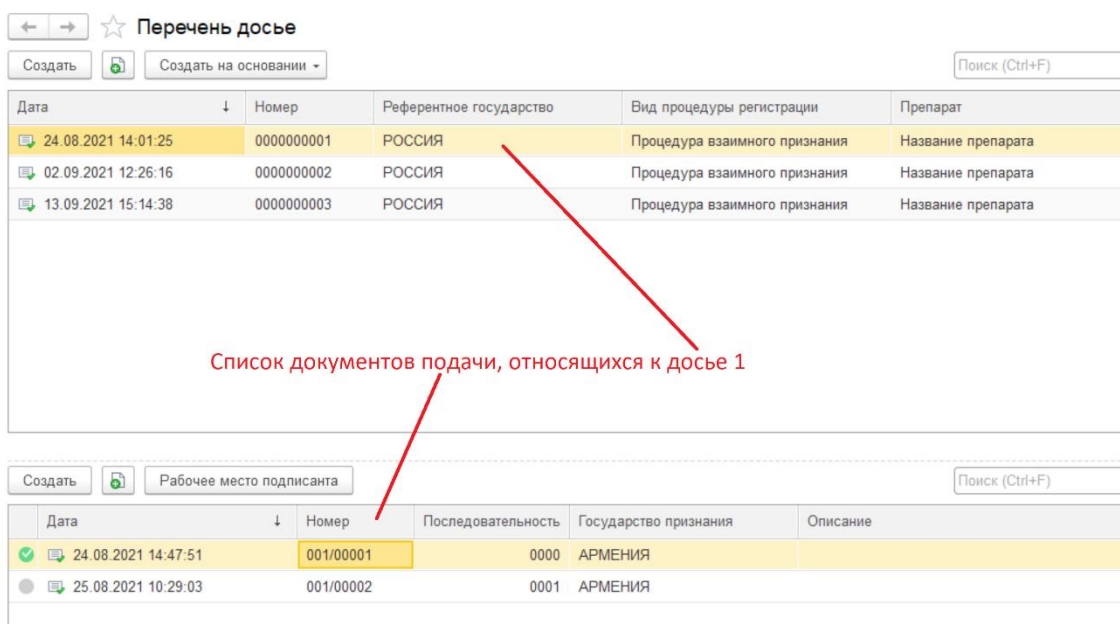 Перечень досье
Создать Создать на основании Поиск (Ctrl+F)
Дата ↓ Номер Референтное государство Вид процедуры регистрации Препарат
24.08.2021 14:01:25 0000000001 РОССИЯ Процедура взаимного признания Название препарата
02.09.2021 12:26:16 0000000002 РОССИЯ Процедура взаимного признания Название препарата
13.09.2021 15:14:38 0000000003 РОССИЯ Процедура взаимного признания Название препарата
Список документов подачи, относящихся к досье 1
Создать Рабочее место подписанта Поиск (Ctrl+F)
Дата ↓ Номер Последовательность Государство признания Описание
24.08.2021 14:47:51 001/00001 0000 АРМЕНИЯ
25.08.2021 10:29:03 001/00002 0001 АРМЕНИЯ